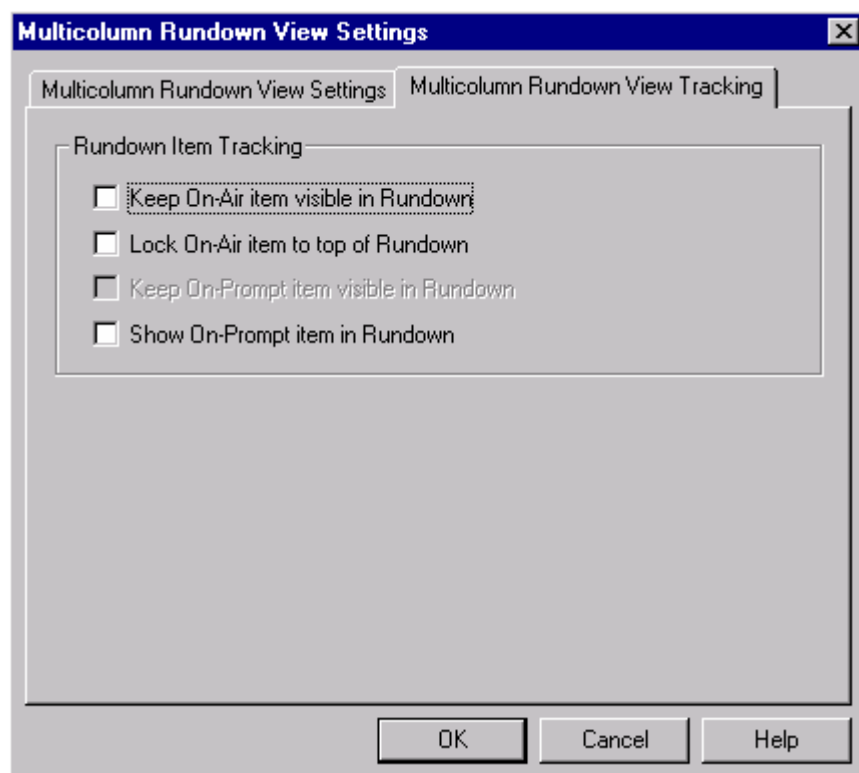 Multicolumn Rundown View Settings
Multicolumn Rundown View Settings
Multicolumn Rundown View Tracking
Rundown Item Tracking
Keep On-Air item visible in Rundown
Lock On-Air item to top of Rundown
Keep On-Prompt item visible in Rundown
Show On-Prompt item in Rundown
OK
Cancel
Help